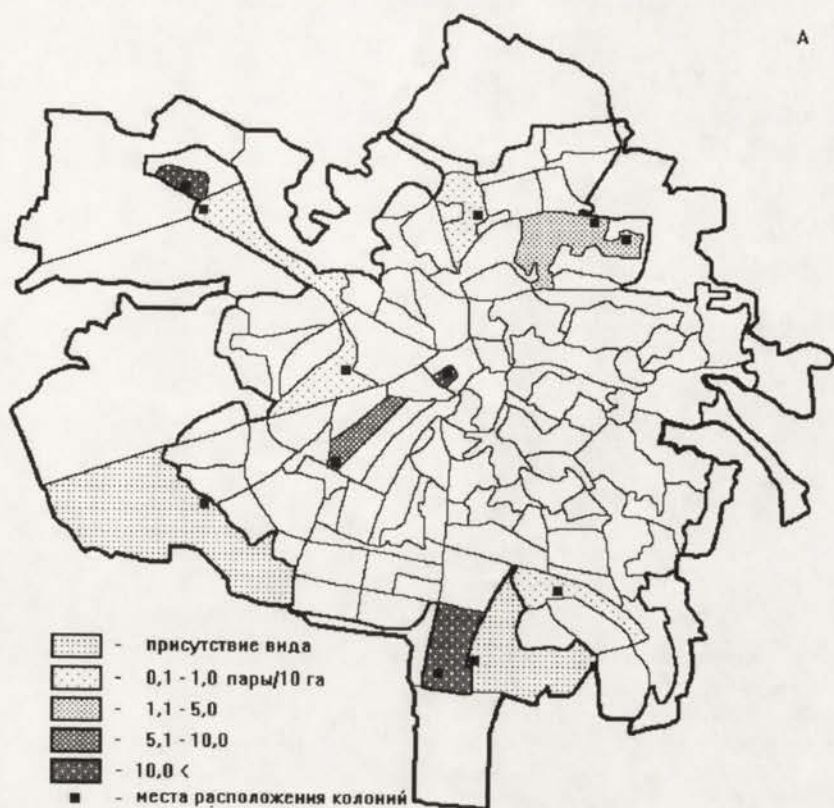 А
- присутствие вида
- 0,1 - 1,0 пары/10 га
- 1,1 - 5,0
- 5,1 - 10,0
- 10,0 <
- места расположения колоний